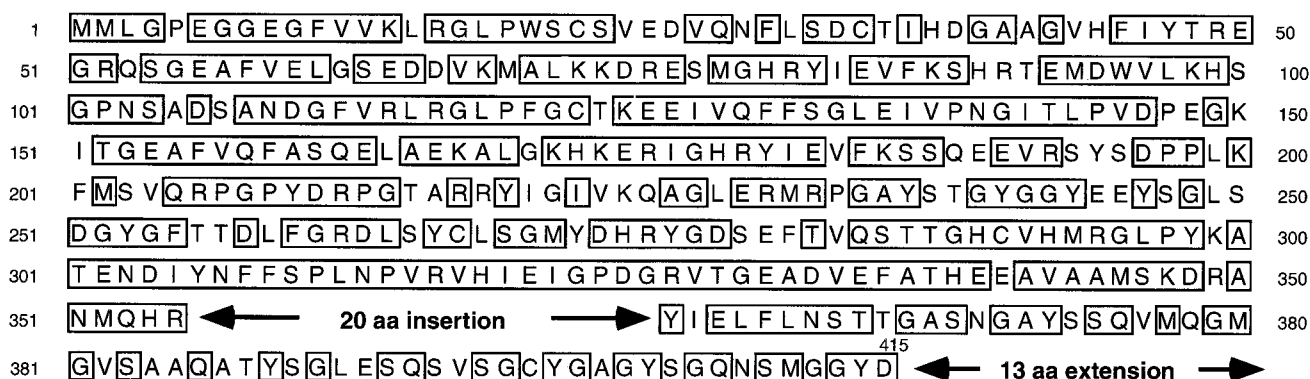 1 MMLGPEGGEGFVVKLRGLPWSCSVEDVQNFLSDCTIHDGAAGVHFIYTRE 50
51 GRQSGEAFVELGSEDDVKMALKKDRESMGHRYIEVFKSHRTEMDWVLKHS 100
101 GPNSADSANDGFVRLRGLPFGCTKEEIVQFFSGLEIVPNGITLPVDPEGK 150
151 ITGEAFVQFASQELAEKALGKHKERIGHRYIEVFKSSQEEVRSYSDPPLK 200
201 FMSVQRPGPYDRPGTARRYIGIVKQAGLERMRPGAYSTGYGGYEEYSGLS 250
251 DGYGFTTDLFGRDLSYCLSGMYDHRYGDSEFTVQSTTGHCVHMRGLPYKA 300
301 TENDIYNFFSPLNPVRVHIEIGPDGRVTGEADVEFATHEEAVAAMSKDRA 350
351 NMQHR 20 aa insertion YIELFLNSTTGASNGAYSSQVMQGM 380
381 GVSAAQATYSGLESQSVSGCYGAGYSGQNSMGGYD 415 13 aa extension